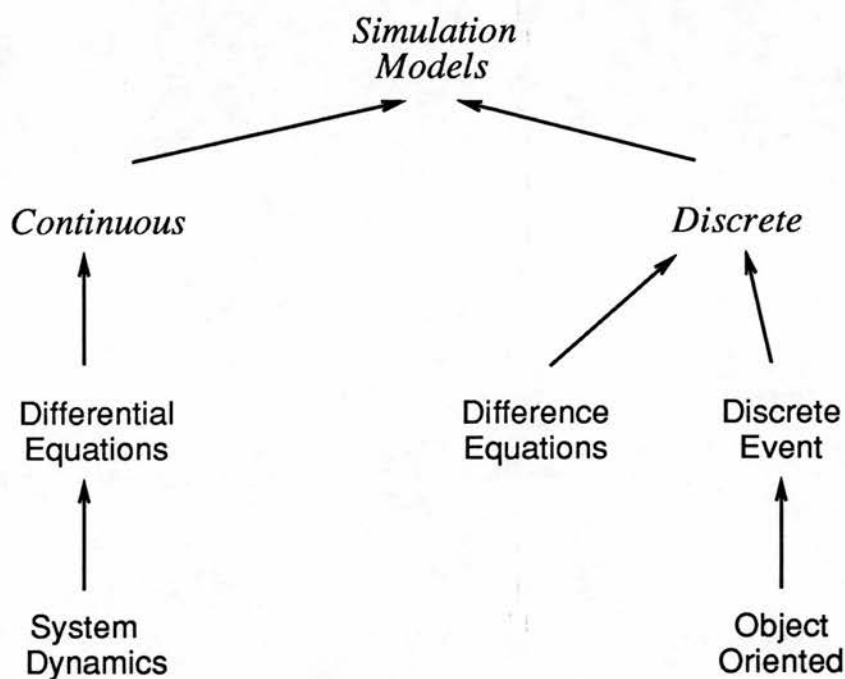 Simulation
Models
Continuous
Discrete
Differential
Equations
Difference
Equations
Discrete
Event
System
Dynamics
Object
Oriented